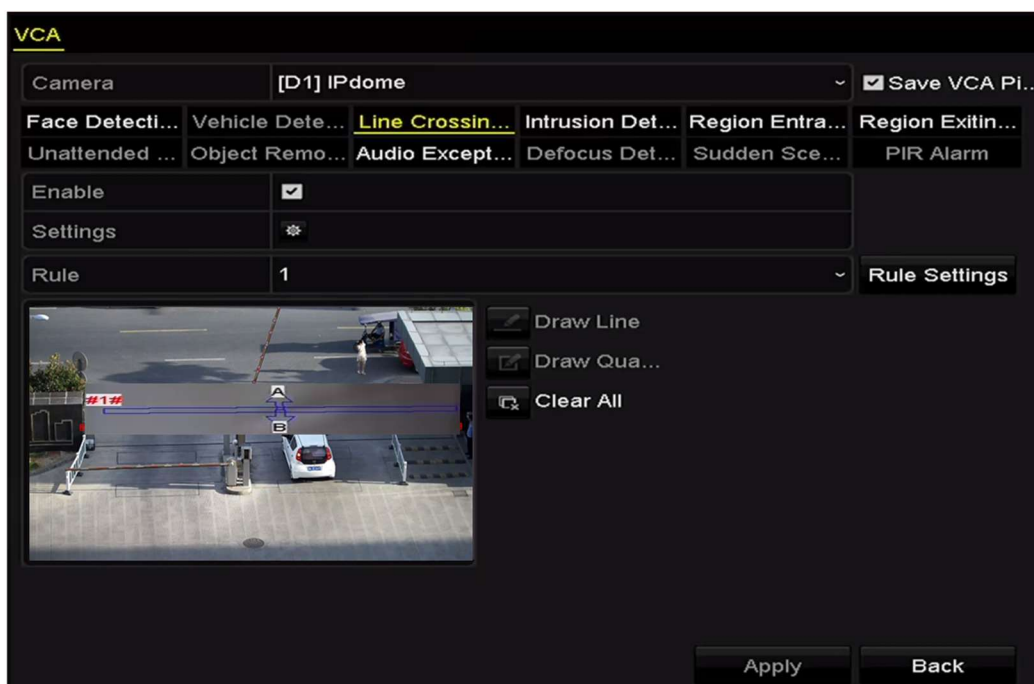 VCA
Camera [D1] IPdome Save VCA Pi...
Face Detecti... Vehicle Dete... Line Crossin... Intrusion Det... Region Entra... Region Exitin...
Unattended ... Object Remo... Audio Except... Defocus Det... Sudden Sce... PIR Alarm
Enable
Settings
Rule 1 Rule Settings
Draw Line
Draw Qua...
Clear All
#1#
A
B
Apply Back